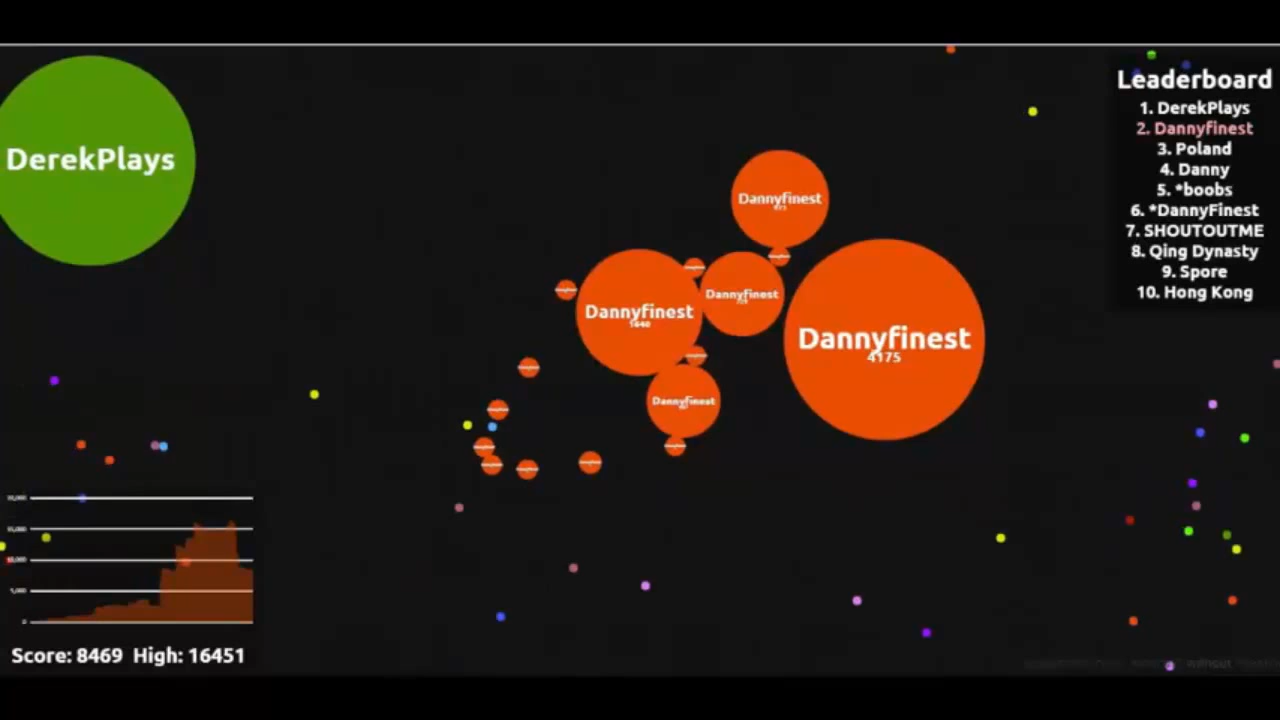 DerekPlays
Dannyfinest
Dannyfinest
Dannyfinest
1640
Dannyfinest
4175
Dannyfinest
Leaderboard
1. DerekPlays
2. Dannyfinest
3. Poland
4. Danny
5. *boobs
6. *DannyFinest
7. SHOUTOUTME
8. Qing Dynasty
9. Spore
10. Hong Kong
Score: 8469 High: 16451